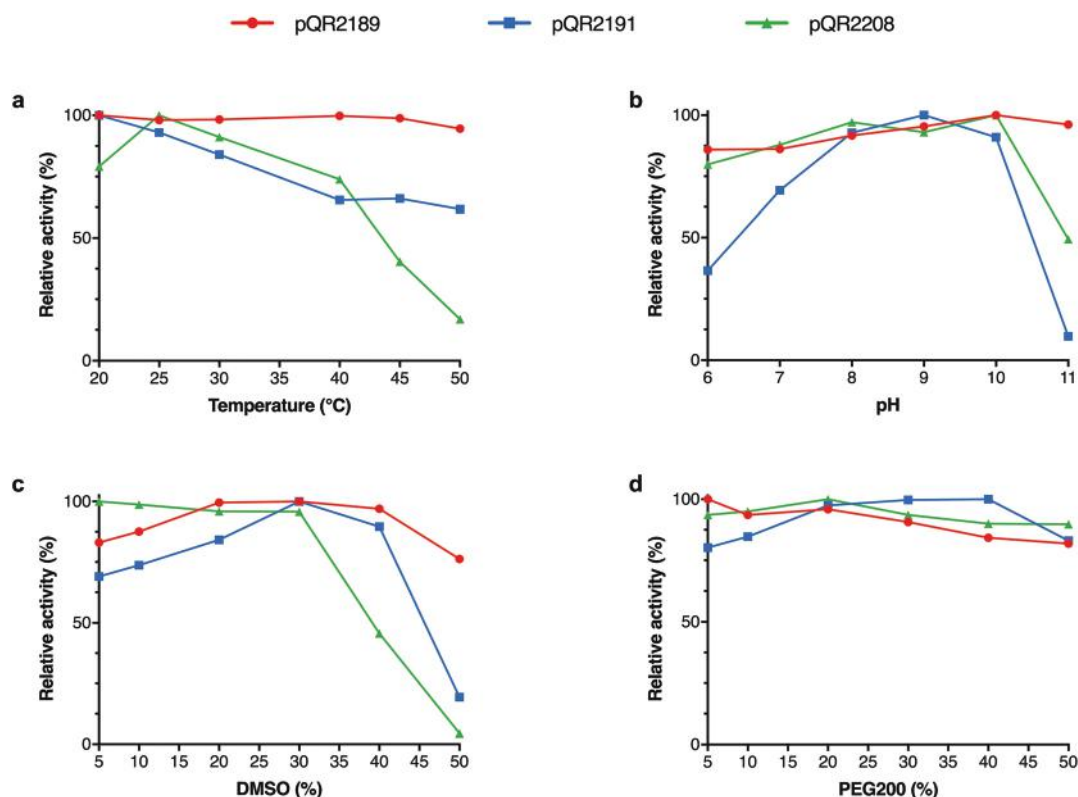 pQR2189 pQR2191 pQR2208
a
100
50
0
Relative activity (%)
20 25 30 35 40 45 50
Temperature (°C)
b
100
50
0
Relative activity (%)
6 7 8 9 10 11
pH
c
100
50
0
Relative activity (%)
5 10 15 20 25 30 35 40 45 50
DMSO (%)
d
100
50
0
Relative activity (%)
5 10 15 20 25 30 35 40 45 50
PEG200 (%)